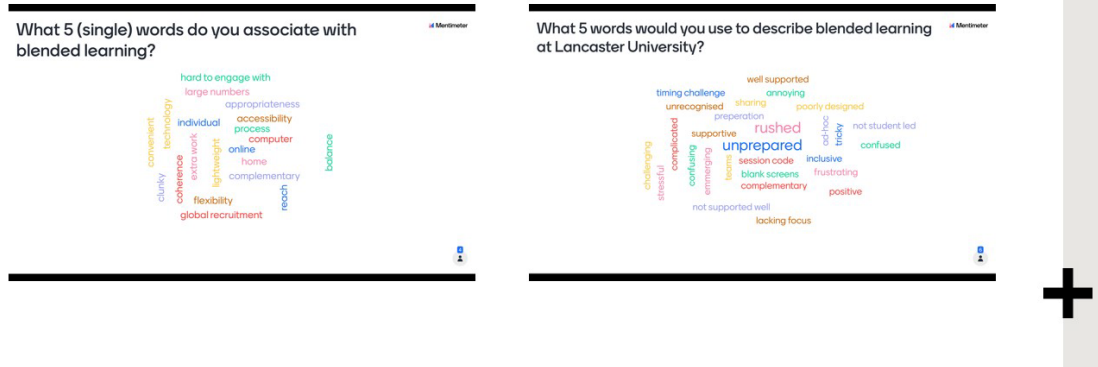 What 5 (single) words do you associate with
blended learning?
Mentimeter
hard to engage with
large numbers
appropriateness
technology
convenient
individual
accessibility
process
extra work
computer
lightweight
online
balance
coherence
home
clunky
complementary
reach
flexibility
global recruitment
What 5 words would you use to describe blended learning
at Lancaster University?
Mentimeter
well supported
timing challenge
annoying
unrecognised
sharing
poorly designed
preperation
complicated
supportive
rushed
ad-hoc
tricky
not student led
unprepared
confused
challenging
stressful
confusing
emmerging
teams
session code
inclusive
blank screens
frustrating
complementary
positive
not supported well
lacking focus